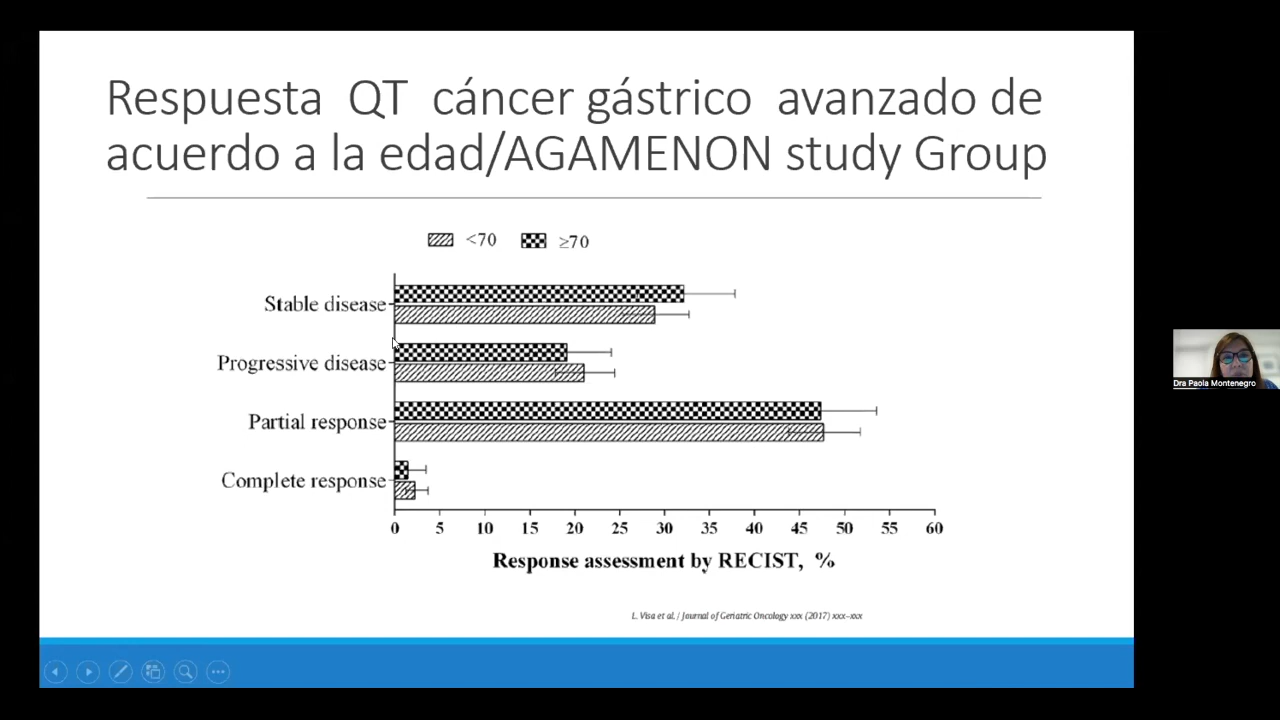 Respuesta QT cáncer gástrico avanzado de
acuerdo a la edad/AGAMENON study Group
<70 ≥70
Stable disease
Progressive disease
Partial response
Complete response
0 5 10 15 20 25 30 35 40 45 50 55 60
Response assessment by RECIST, %
L. Visa et al. / Journal of Geriatric Oncology xxx (2017) xxx–xxx
Dra Paola Montenegro